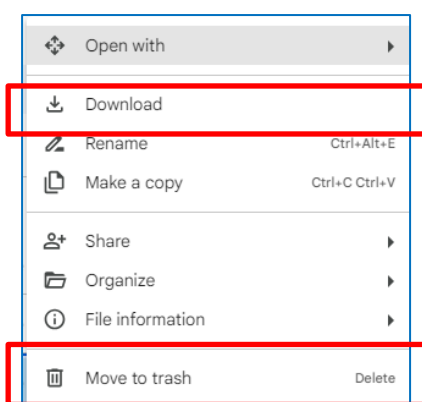 Open with
Download
Rename Ctrl+Alt+E
Make a copy Ctrl+C Ctrl+V
Share
Organize
File information
Move to trash Delete